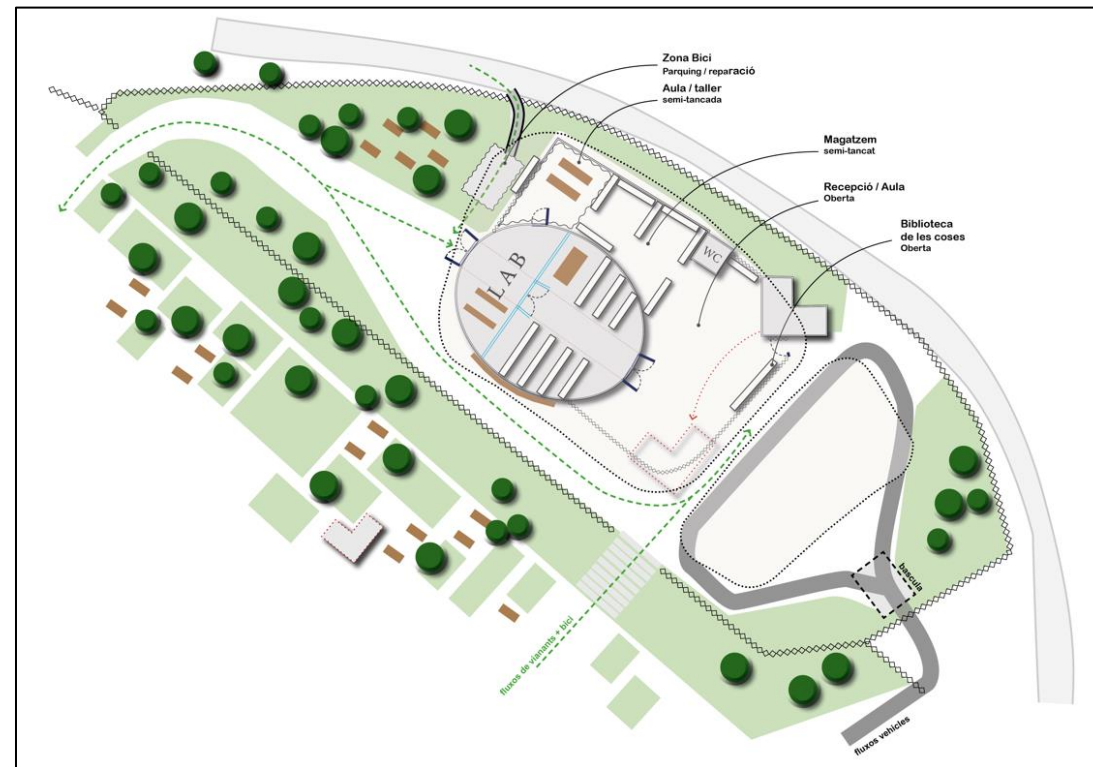 Zona Bici
Parquing / reparació
Aula / taller
semi-tancada
Magatzem
semi-tancat
Recepció / Aula
Oberta
Biblioteca
de les coses
Oberta
WC
LAB
bascula
fluxos de vianants + bici
fluxos vehicles